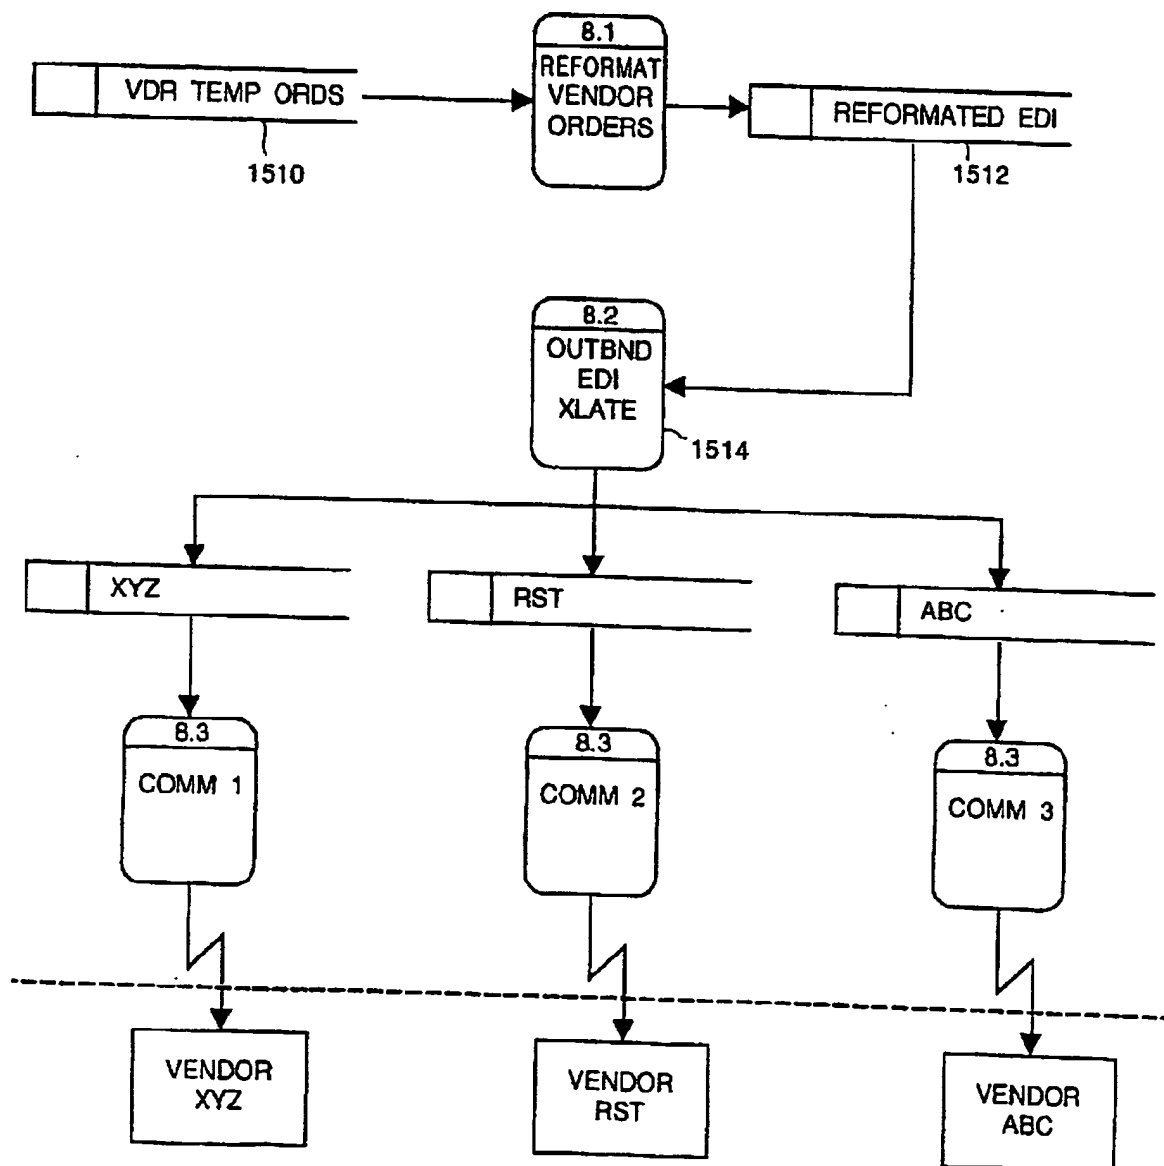 8.1
REFORMAT
VENDOR
ORDERS
VDR TEMP ORDS
REFORMATED EDI
1510
1512
8.2
OUTBND
EDI
XLATE
1514
XYZ
RST
ABC
8.3
COMM 1
8.3
COMM 2
8.3
COMM 3
VENDOR
XYZ
VENDOR
RST
VENDOR
ABC